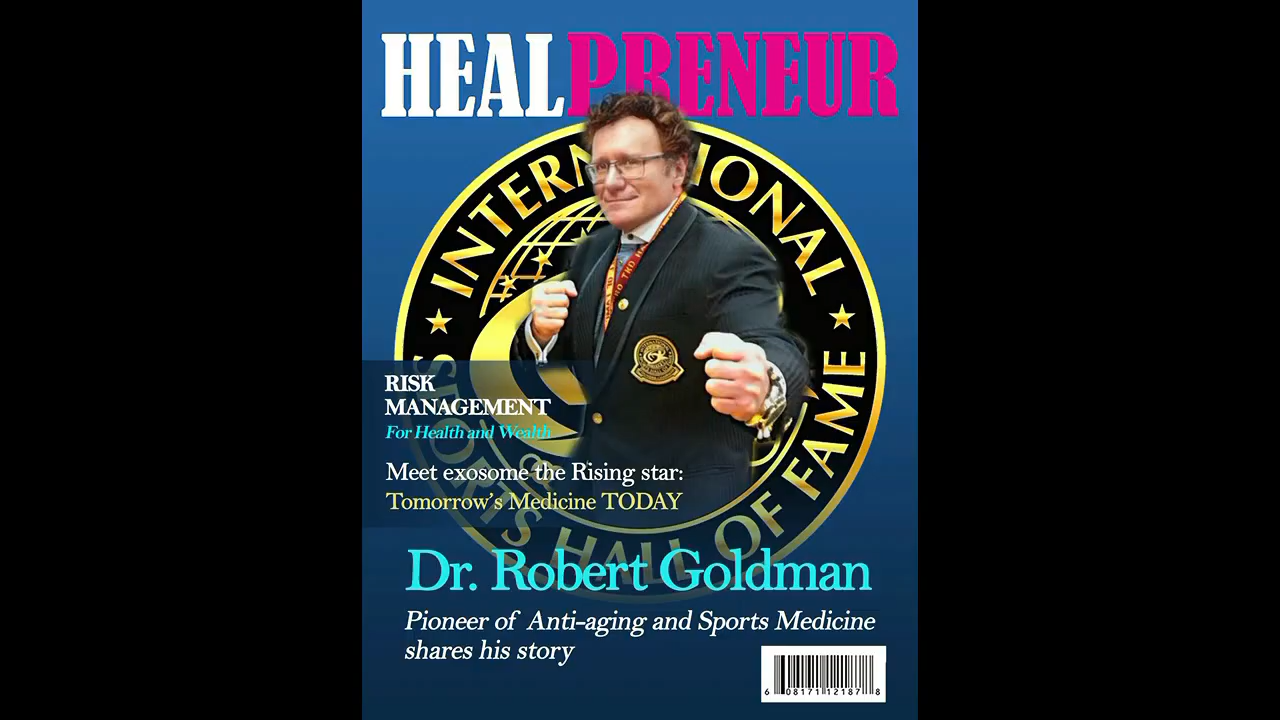 HEALPRENEUR
INTERNATIONAL
SPORTS HALL OF FAME
RISK
MANAGEMENT
For Health and Wealth
Meet exosome the Rising star:
Tomorrow's Medicine TODAY
Dr. Robert Goldman
Pioneer of Anti-aging and Sports Medicine
shares his story
6 08171 12187 8